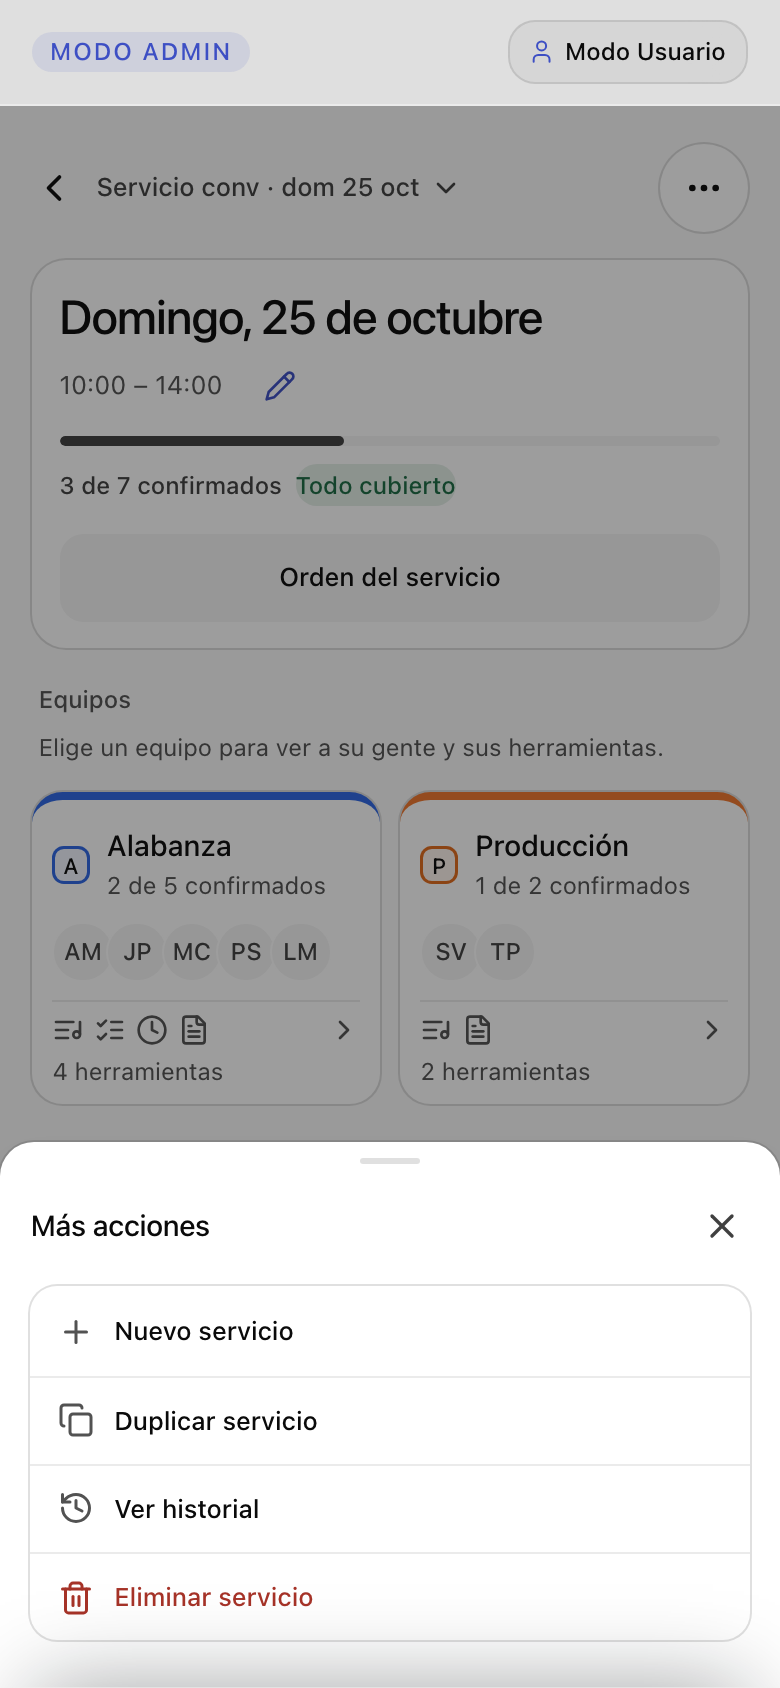 MODO ADMIN
Modo Usuario
Servicio conv · dom 25 oct
Domingo, 25 de octubre
10:00 – 14:00
3 de 7 confirmados
Todo cubierto
Orden del servicio
Equipos
Elige un equipo para ver a su gente y sus herramientas.
A
Alabanza
2 de 5 confirmados
AM JP MC PS LM
4 herramientas
P
Producción
1 de 2 confirmados
SV TP
2 herramientas
Más acciones
Nuevo servicio
Duplicar servicio
Ver historial
Eliminar servicio